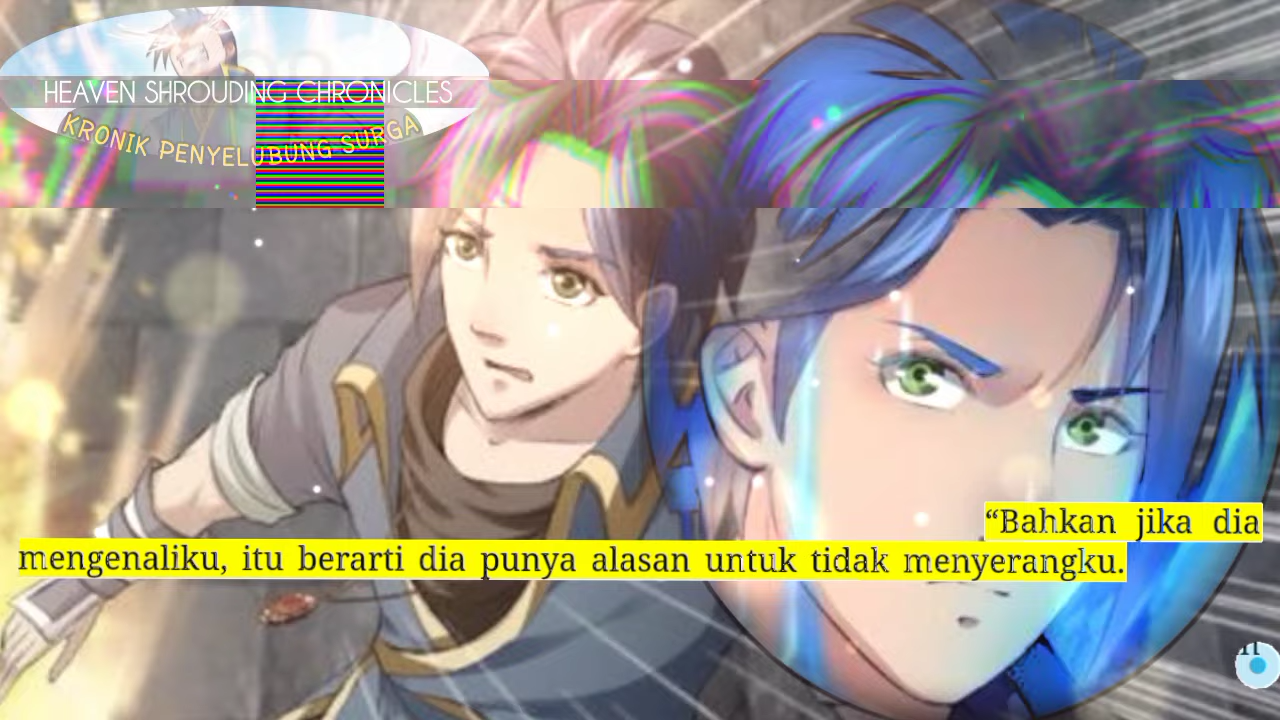 HEAVEN SHROUDING CHRONICLES
KRONIK PENYELUBUNG SURGA
“Bahkan jika dia
mengenaliku, itu berarti dia punya alasan untuk tidak menyerangku.